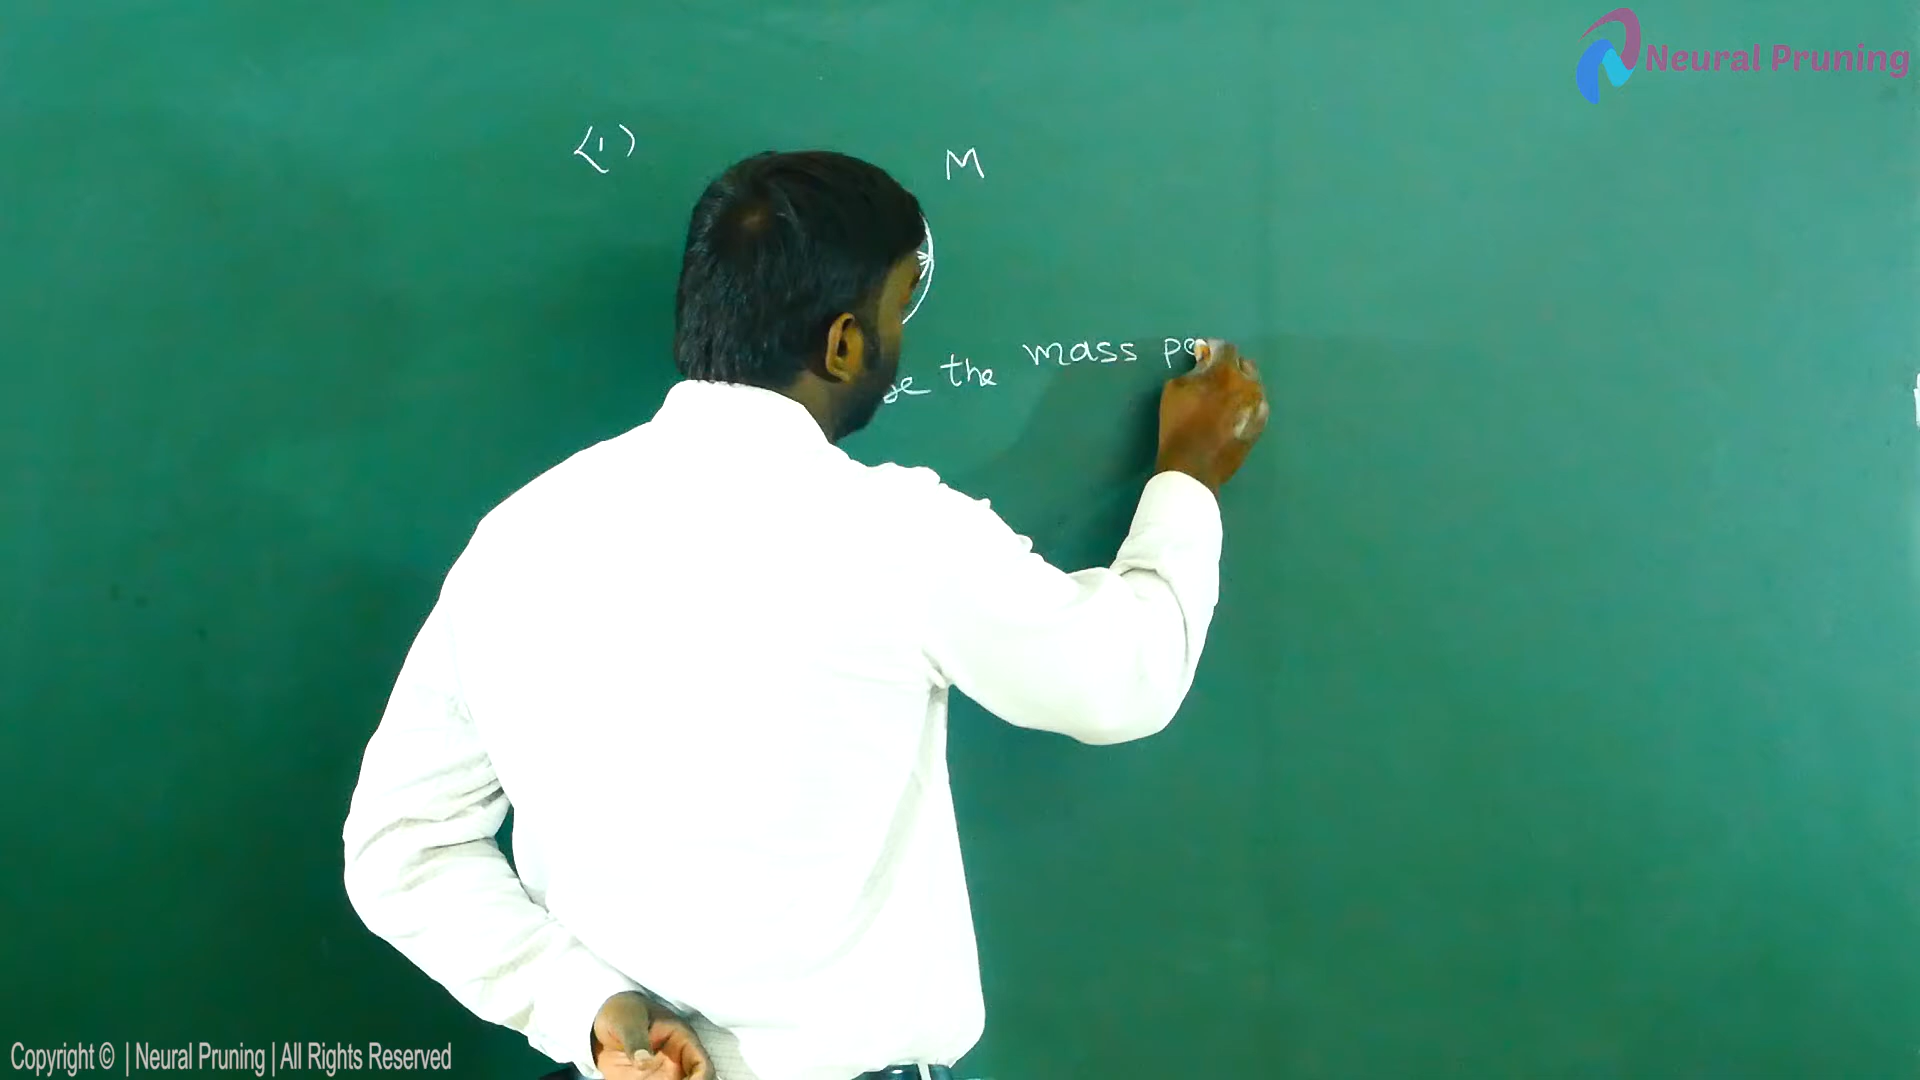 Neural Pruning
(1)
M
the mass
Copyright © | Neural Pruning | All Rights Reserved